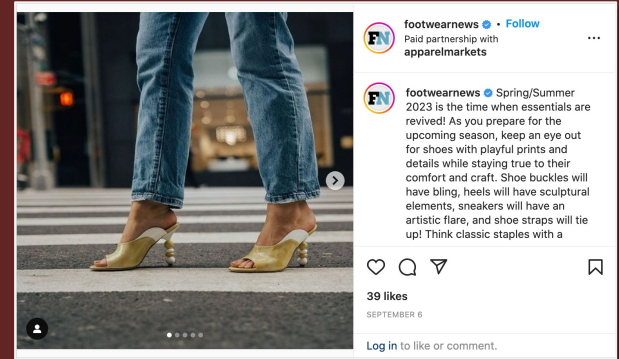 footwearnews • Follow
Paid partnership with
apparelmarkets
FN
FN
footwearnews Spring/Summer
2023 is the time when essentials are
revived! As you prepare for the
upcoming season, keep an eye out
for shoes with playful prints and
details while staying true to their
comfort and craft. Shoe buckles will
have bling, heels will have sculptural
elements, sneakers will have an
artistic flare, and shoe straps will tie
up! Think classic staples with a
39 likes
SEPTEMBER 6
Log in to like or comment.